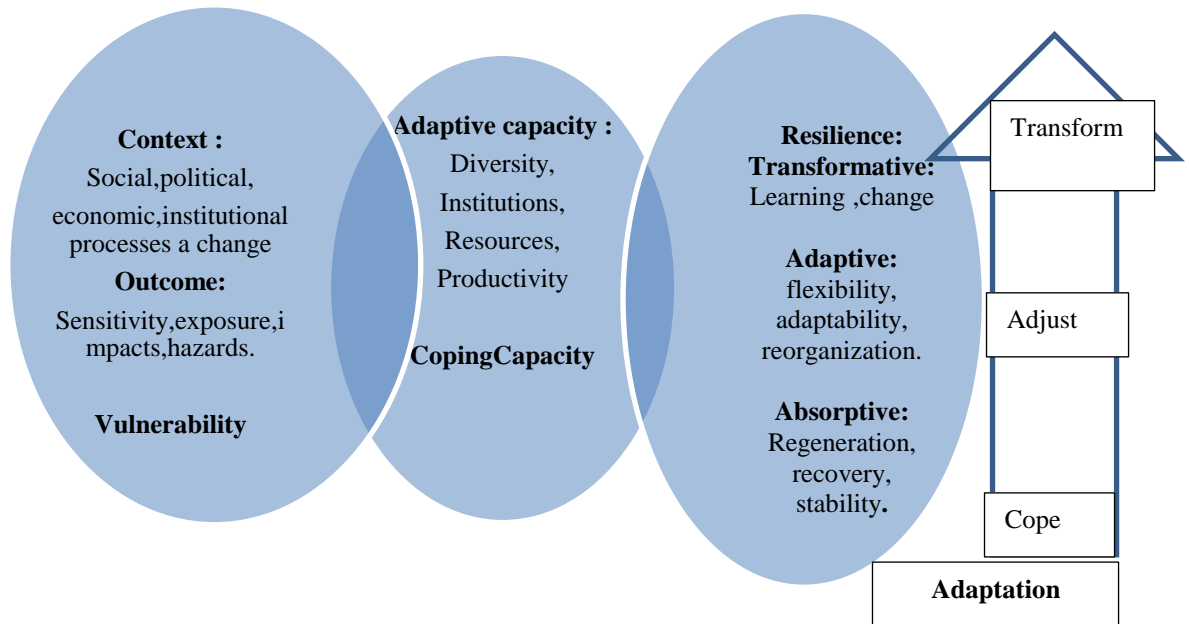 Context :
Social,political,
economic,institutional
processes a change
Outcome:
Sensitivity,exposure,i
mpacts,hazards.
Vulnerability
Adaptive capacity :
Diversity,
Institutions,
Resources,
Productivity
CopingCapacity
Resilience:
Transformative:
Learning ,change
Adaptive:
flexibility,
adaptability,
reorganization.
Absorptive:
Regeneration,
recovery,
stability.
Transform
Adjust
Cope
Adaptation